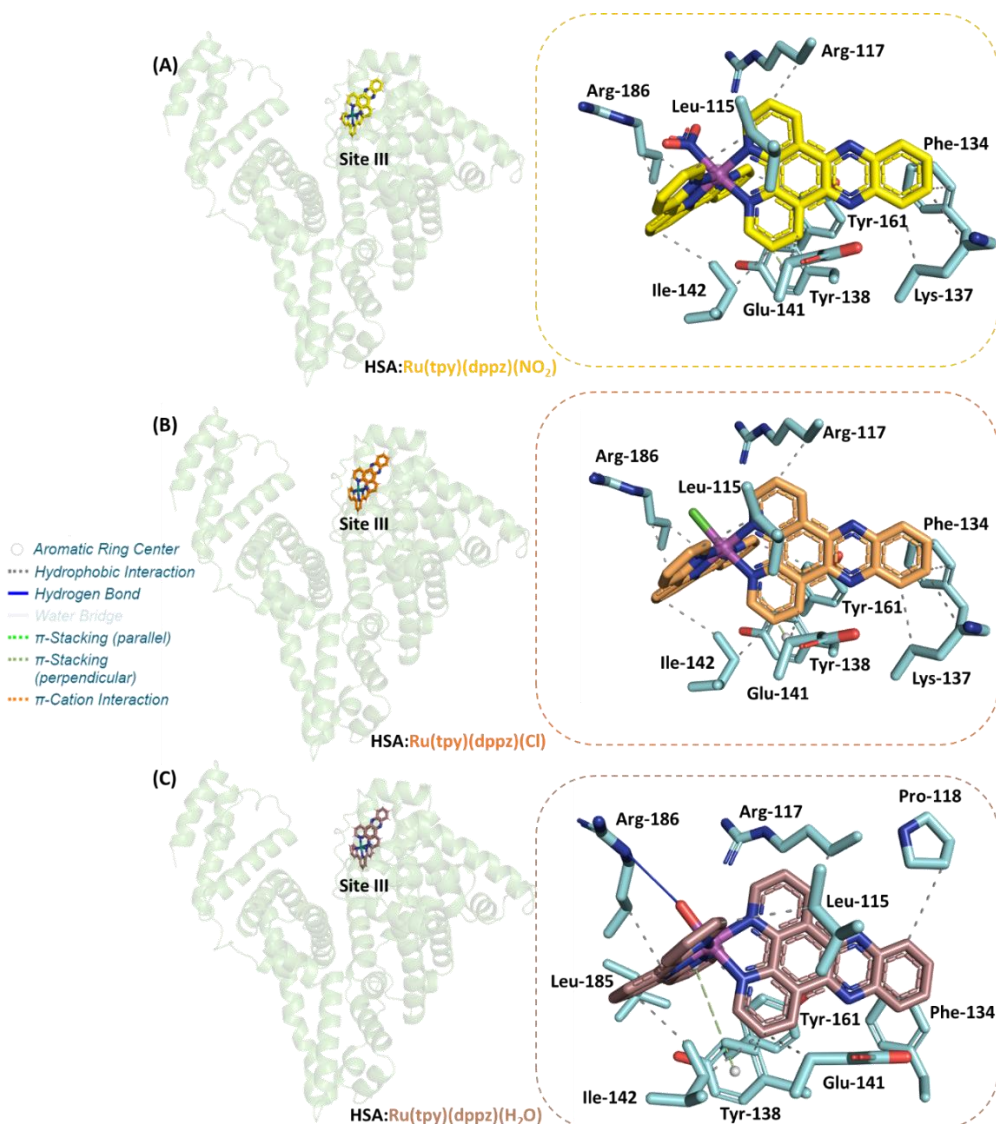 (A)
Site III
HSA:Ru(tpy)(dppz)(NO₂)
Arg-117
Arg-186
Leu-115
Phe-134
Tyr-161
Ile-142
Tyr-138
Glu-141
Lys-137
(B)
Site III
HSA:Ru(tpy)(dppz)(Cl)
Arg-117
Arg-186
Leu-115
Phe-134
Tyr-161
Ile-142
Tyr-138
Glu-141
Lys-137
Aromatic Ring Center
Hydrophobic Interaction
Hydrogen Bond
Water Bridge
π-Stacking (parallel)
π-Stacking
(perpendicular)
π-Cation Interaction
(C)
Site III
HSA:Ru(tpy)(dppz)(H₂O)
Pro-118
Arg-186
Arg-117
Leu-115
Leu-185
Tyr-161
Phe-134
Glu-141
Ile-142
Tyr-138